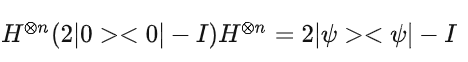 H^{⊗n}(2|0 >< 0| − I)H^{⊗n} = 2|ψ >< ψ| − I